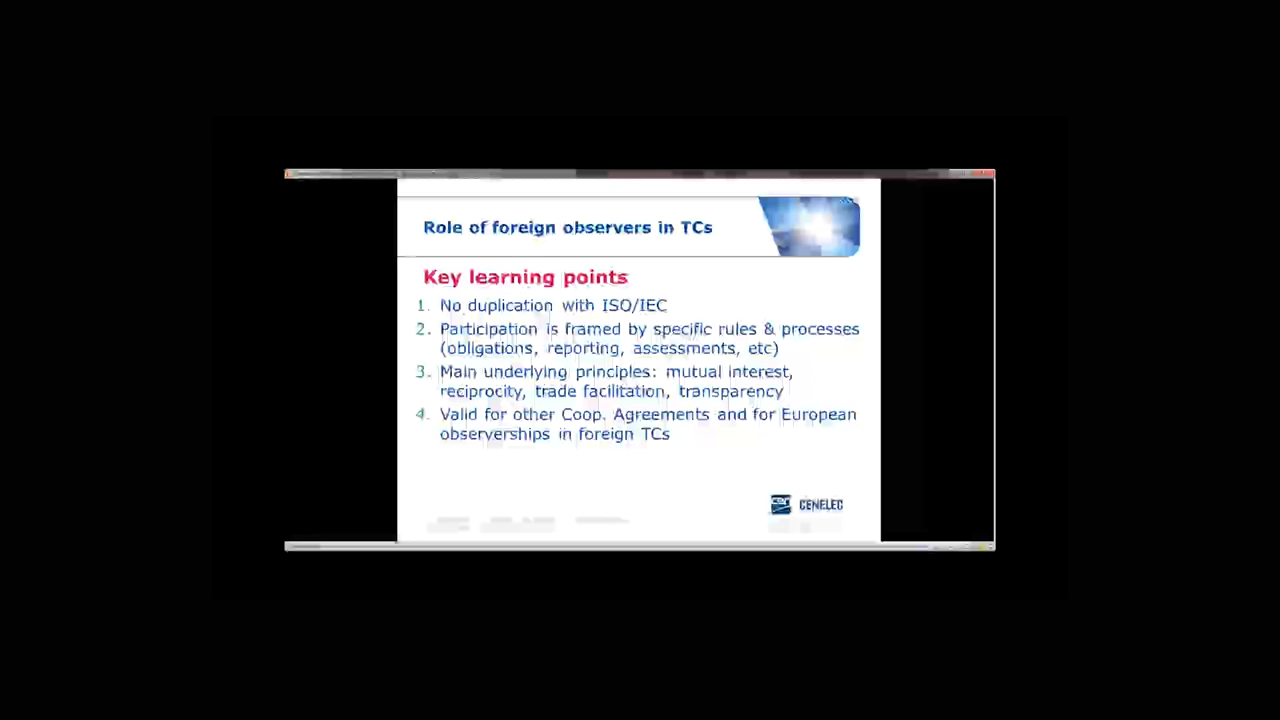 Role of foreign observers in TCs
Key learning points
1. No duplication with ISO/IEC
2. Participation is framed by specific rules & processes
(obligations, reporting, assessments, etc)
3. Main underlying principles: mutual interest,
reciprocity, trade facilitation, transparency
4. Valid for other Coop. Agreements and for European
observerships in foreign TCs
cen CENELEC